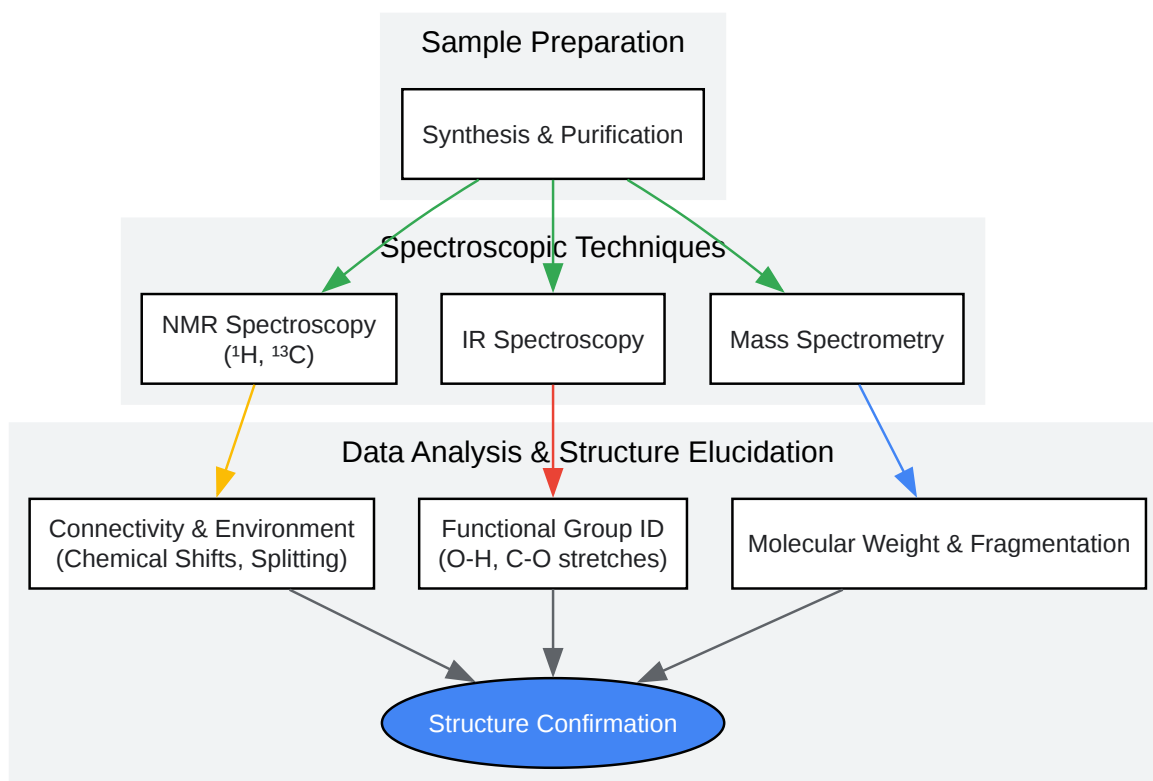 Sample Preparation
Synthesis & Purification
Spectroscopic Techniques
NMR Spectroscopy
(¹H, ¹³C)
IR Spectroscopy
Mass Spectrometry
Data Analysis & Structure Elucidation
Connectivity & Environment
(Chemical Shifts, Splitting)
Functional Group ID
(O-H, C-O stretches)
Molecular Weight & Fragmentation
Structure Confirmation